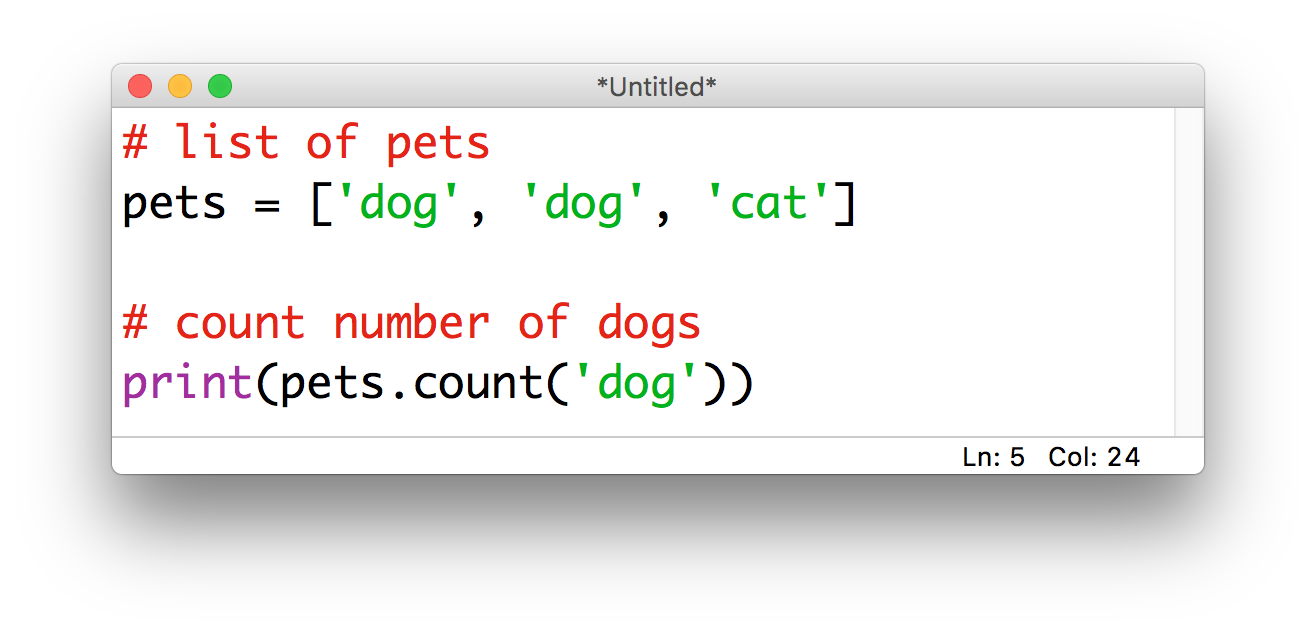 *Untitled*
# list of pets
pets = ['dog', 'dog', 'cat']
# count number of dogs
print(pets.count('dog'))
Ln: 5 Col: 24